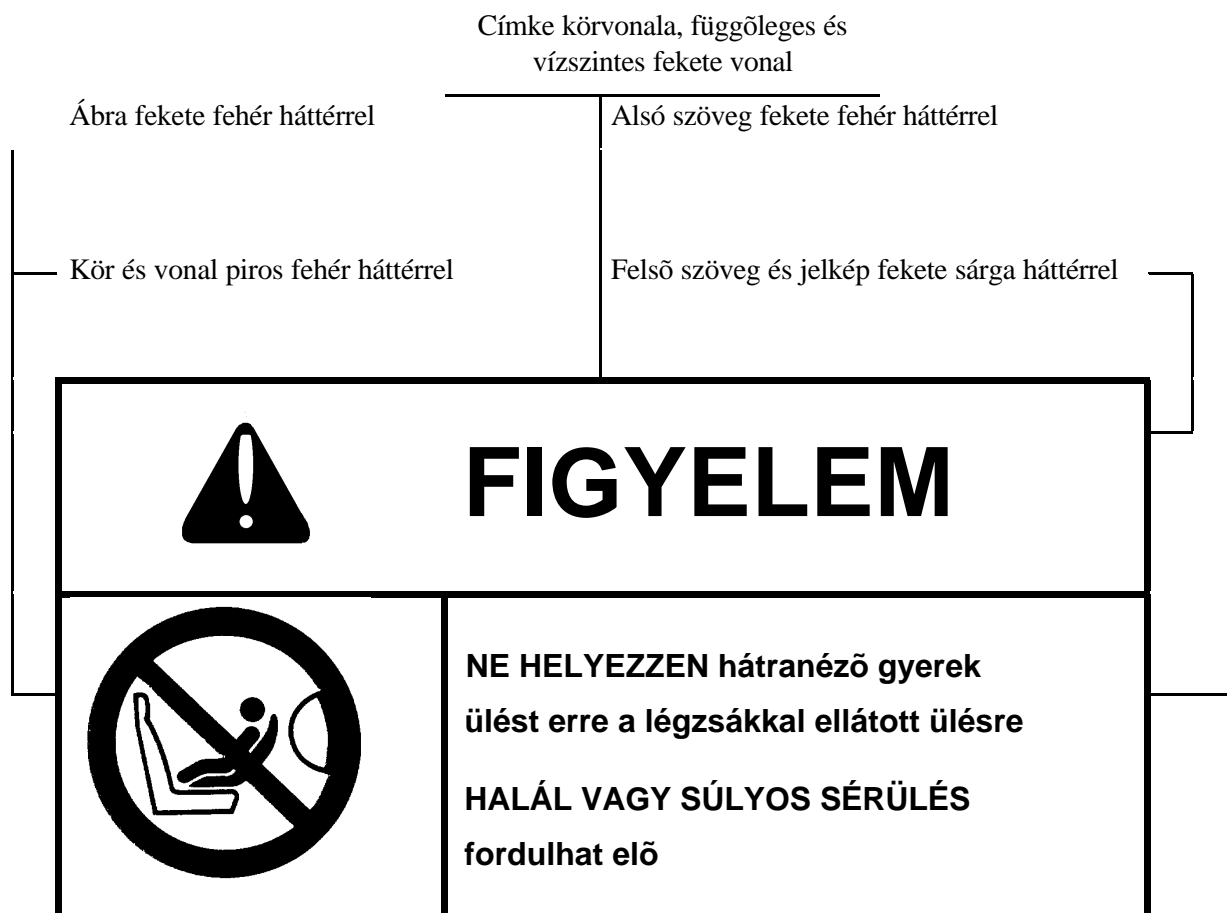 Címke körvonala, függõleges és
vízszintes fekete vonal
Ábra fekete fehér háttérrel
Alsó szöveg fekete fehér háttérrel
Kör és vonal piros fehér háttérrel
Felsõ szöveg és jelkép fekete sárga háttérrel
FIGYELEM
NE HELYEZZEN hátranézõ gyerek
ülést erre a légzsákkal ellátott ülésre
HALÁL VAGY SÚLYOS SÉRÜLÉS
fordulhat elõ